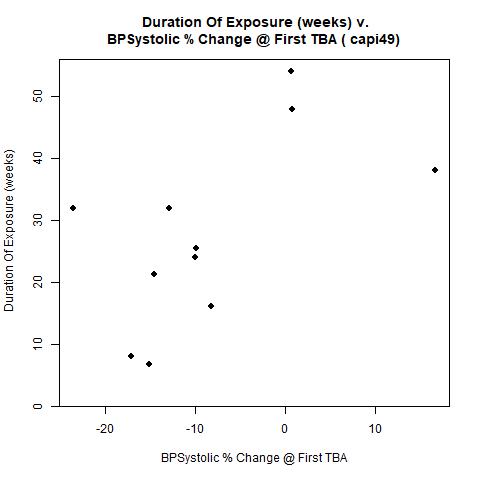 Duration Of Exposure (weeks) v.
BPSystolic % Change @ First TBA ( capi49)
Duration Of Exposure (weeks)
50
40
30
20
10
0
-20 -10 0 10
BPSystolic % Change @ First TBA